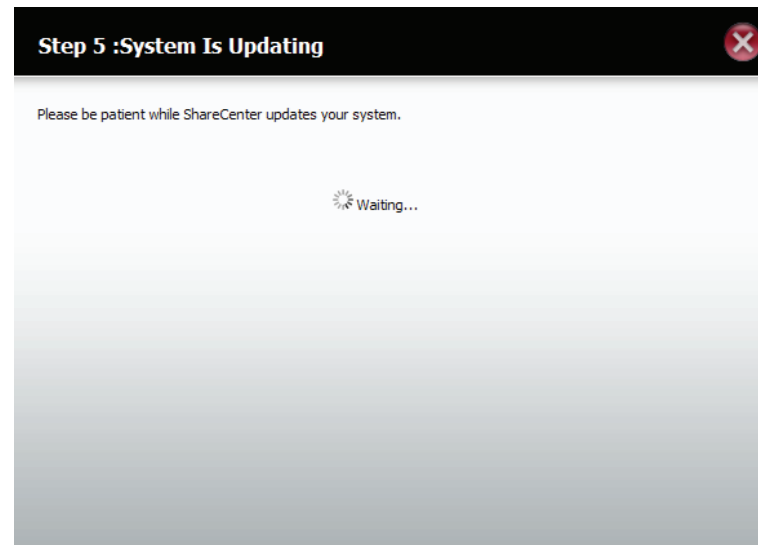 Step 5 :System Is Updating
Please be patient while ShareCenter updates your system.
Waiting...